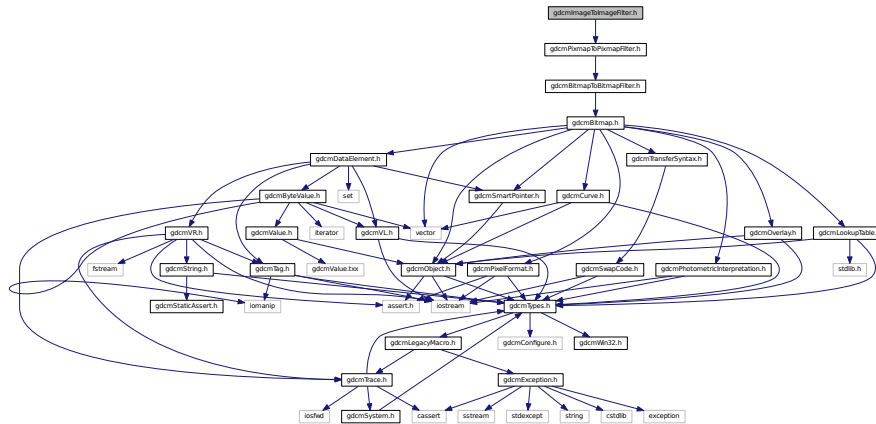 gdcmImageToImageFilter.h
gdcmPixmapToPixmapFilter.h
gdcmBitmapToBitmapFilter.h
gdcmBitmap.h
gdcmDataElement.h
gdcmTransferSyntax.h
gdcmByteValue.h
set
gdcmSmartPointer.h
gdcmCurve.h
gdcmVR.h
gdcmValue.h
iterator
gdcmVL.h
vector
gdcmOverlay.h
gdcmLookupTable.
fstream
gdcmString.h
gdcmTag.h
gdcmValue.txx
gdcmObject.h
gdcmPixelFormat.h
gdcmSwapCode.h
gdcmPhotometricInterpretation.h
stdlib.h
gdcmStaticAssert.h
iomanip
assert.h
iostream
gdcmTypes.h
gdcmLegacyMacro.h
gdcmConfigure.h
gdcmWin32.h
gdcmTrace.h
gdcmException.h
iosfwd
gdcmSystem.h
cassert
sstream
stdexcept
string
cstdlib
exception